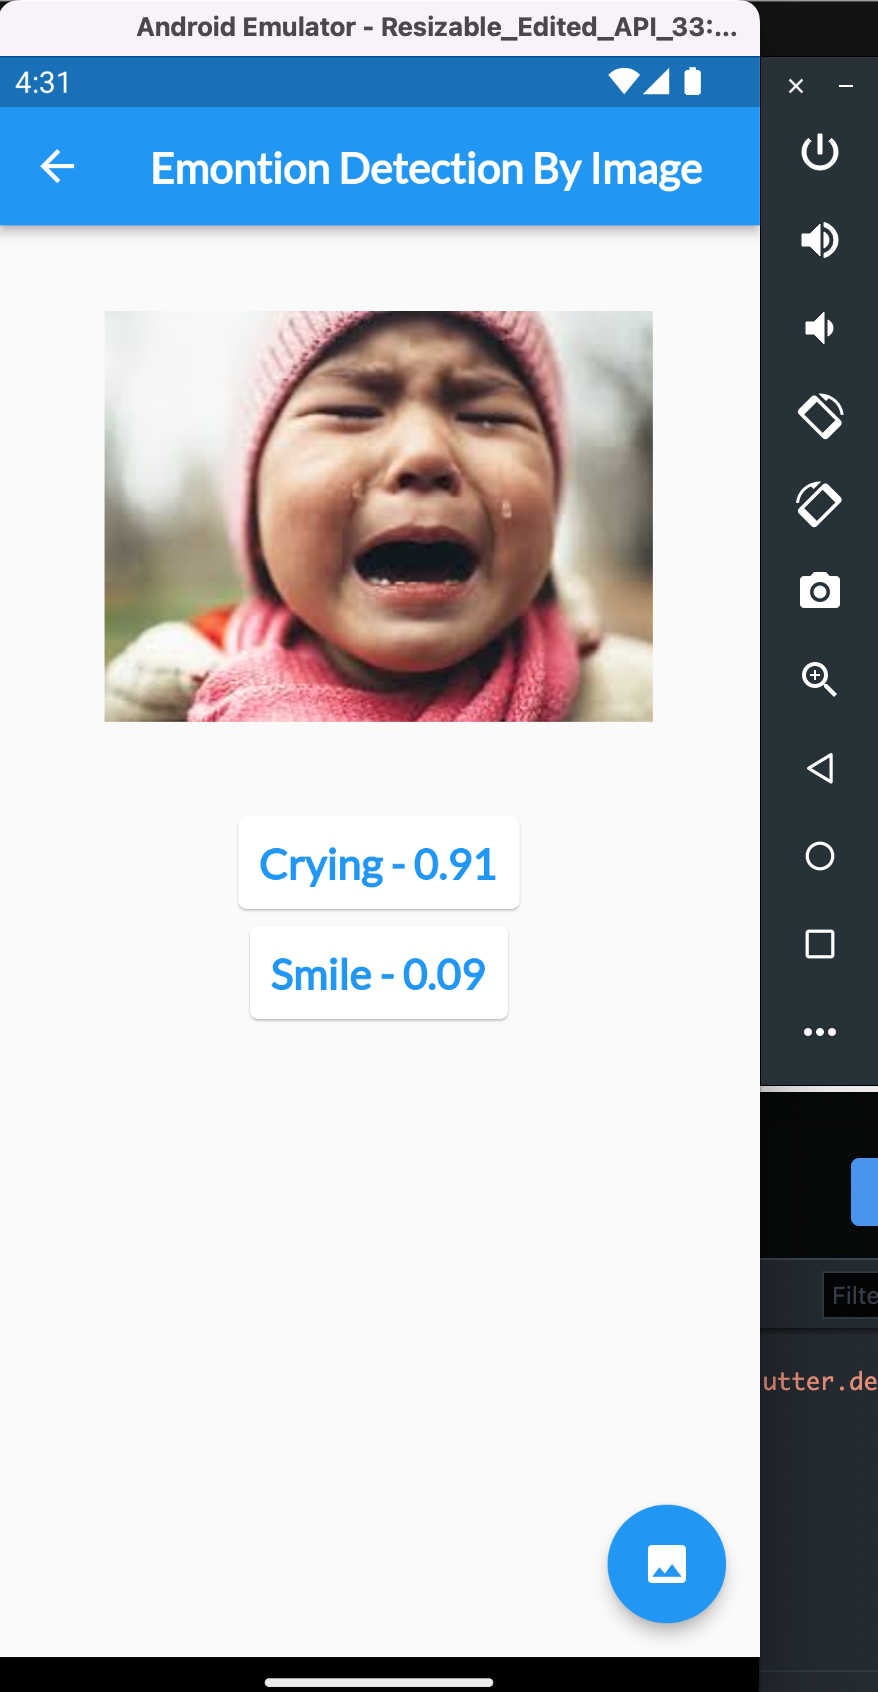 Android Emulator - Resizable_Edited_API_33:...
4:31
Emontion Detection By Image
Crying - 0.91
Smile - 0.09
Filte
utter.de